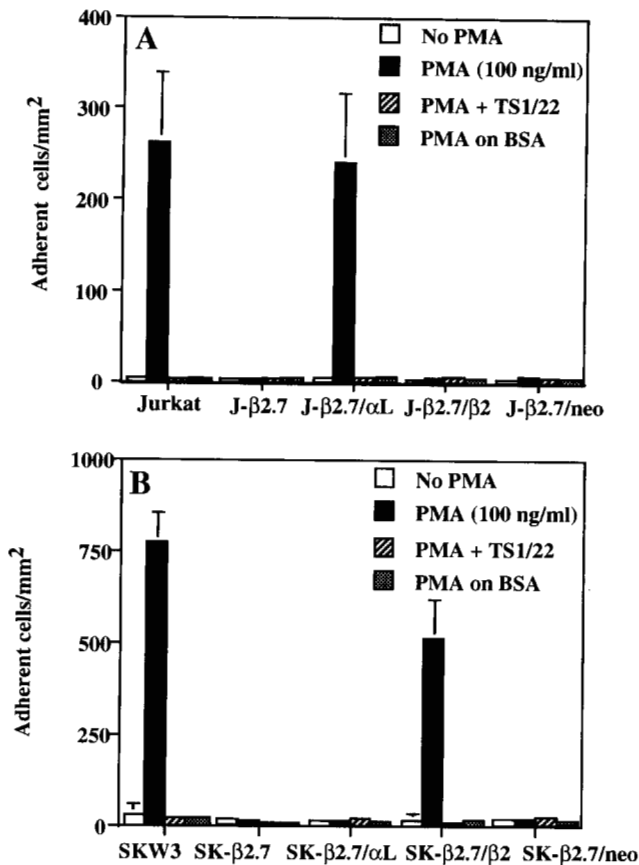 A
No PMA
PMA (100 ng/ml)
PMA + TS1/22
PMA on BSA
Adherent cells/mm²
400
300
200
100
0
Jurkat J-β2.7 J-β2.7/αL J-β2.7/β2 J-β2.7/neo
B
No PMA
PMA (100 ng/ml)
PMA + TS1/22
PMA on BSA
Adherent cells/mm²
1000
750
500
250
0
SKW3 SK-β2.7 SK-β2.7/αL SK-β2.7/β2 SK-β2.7/neo